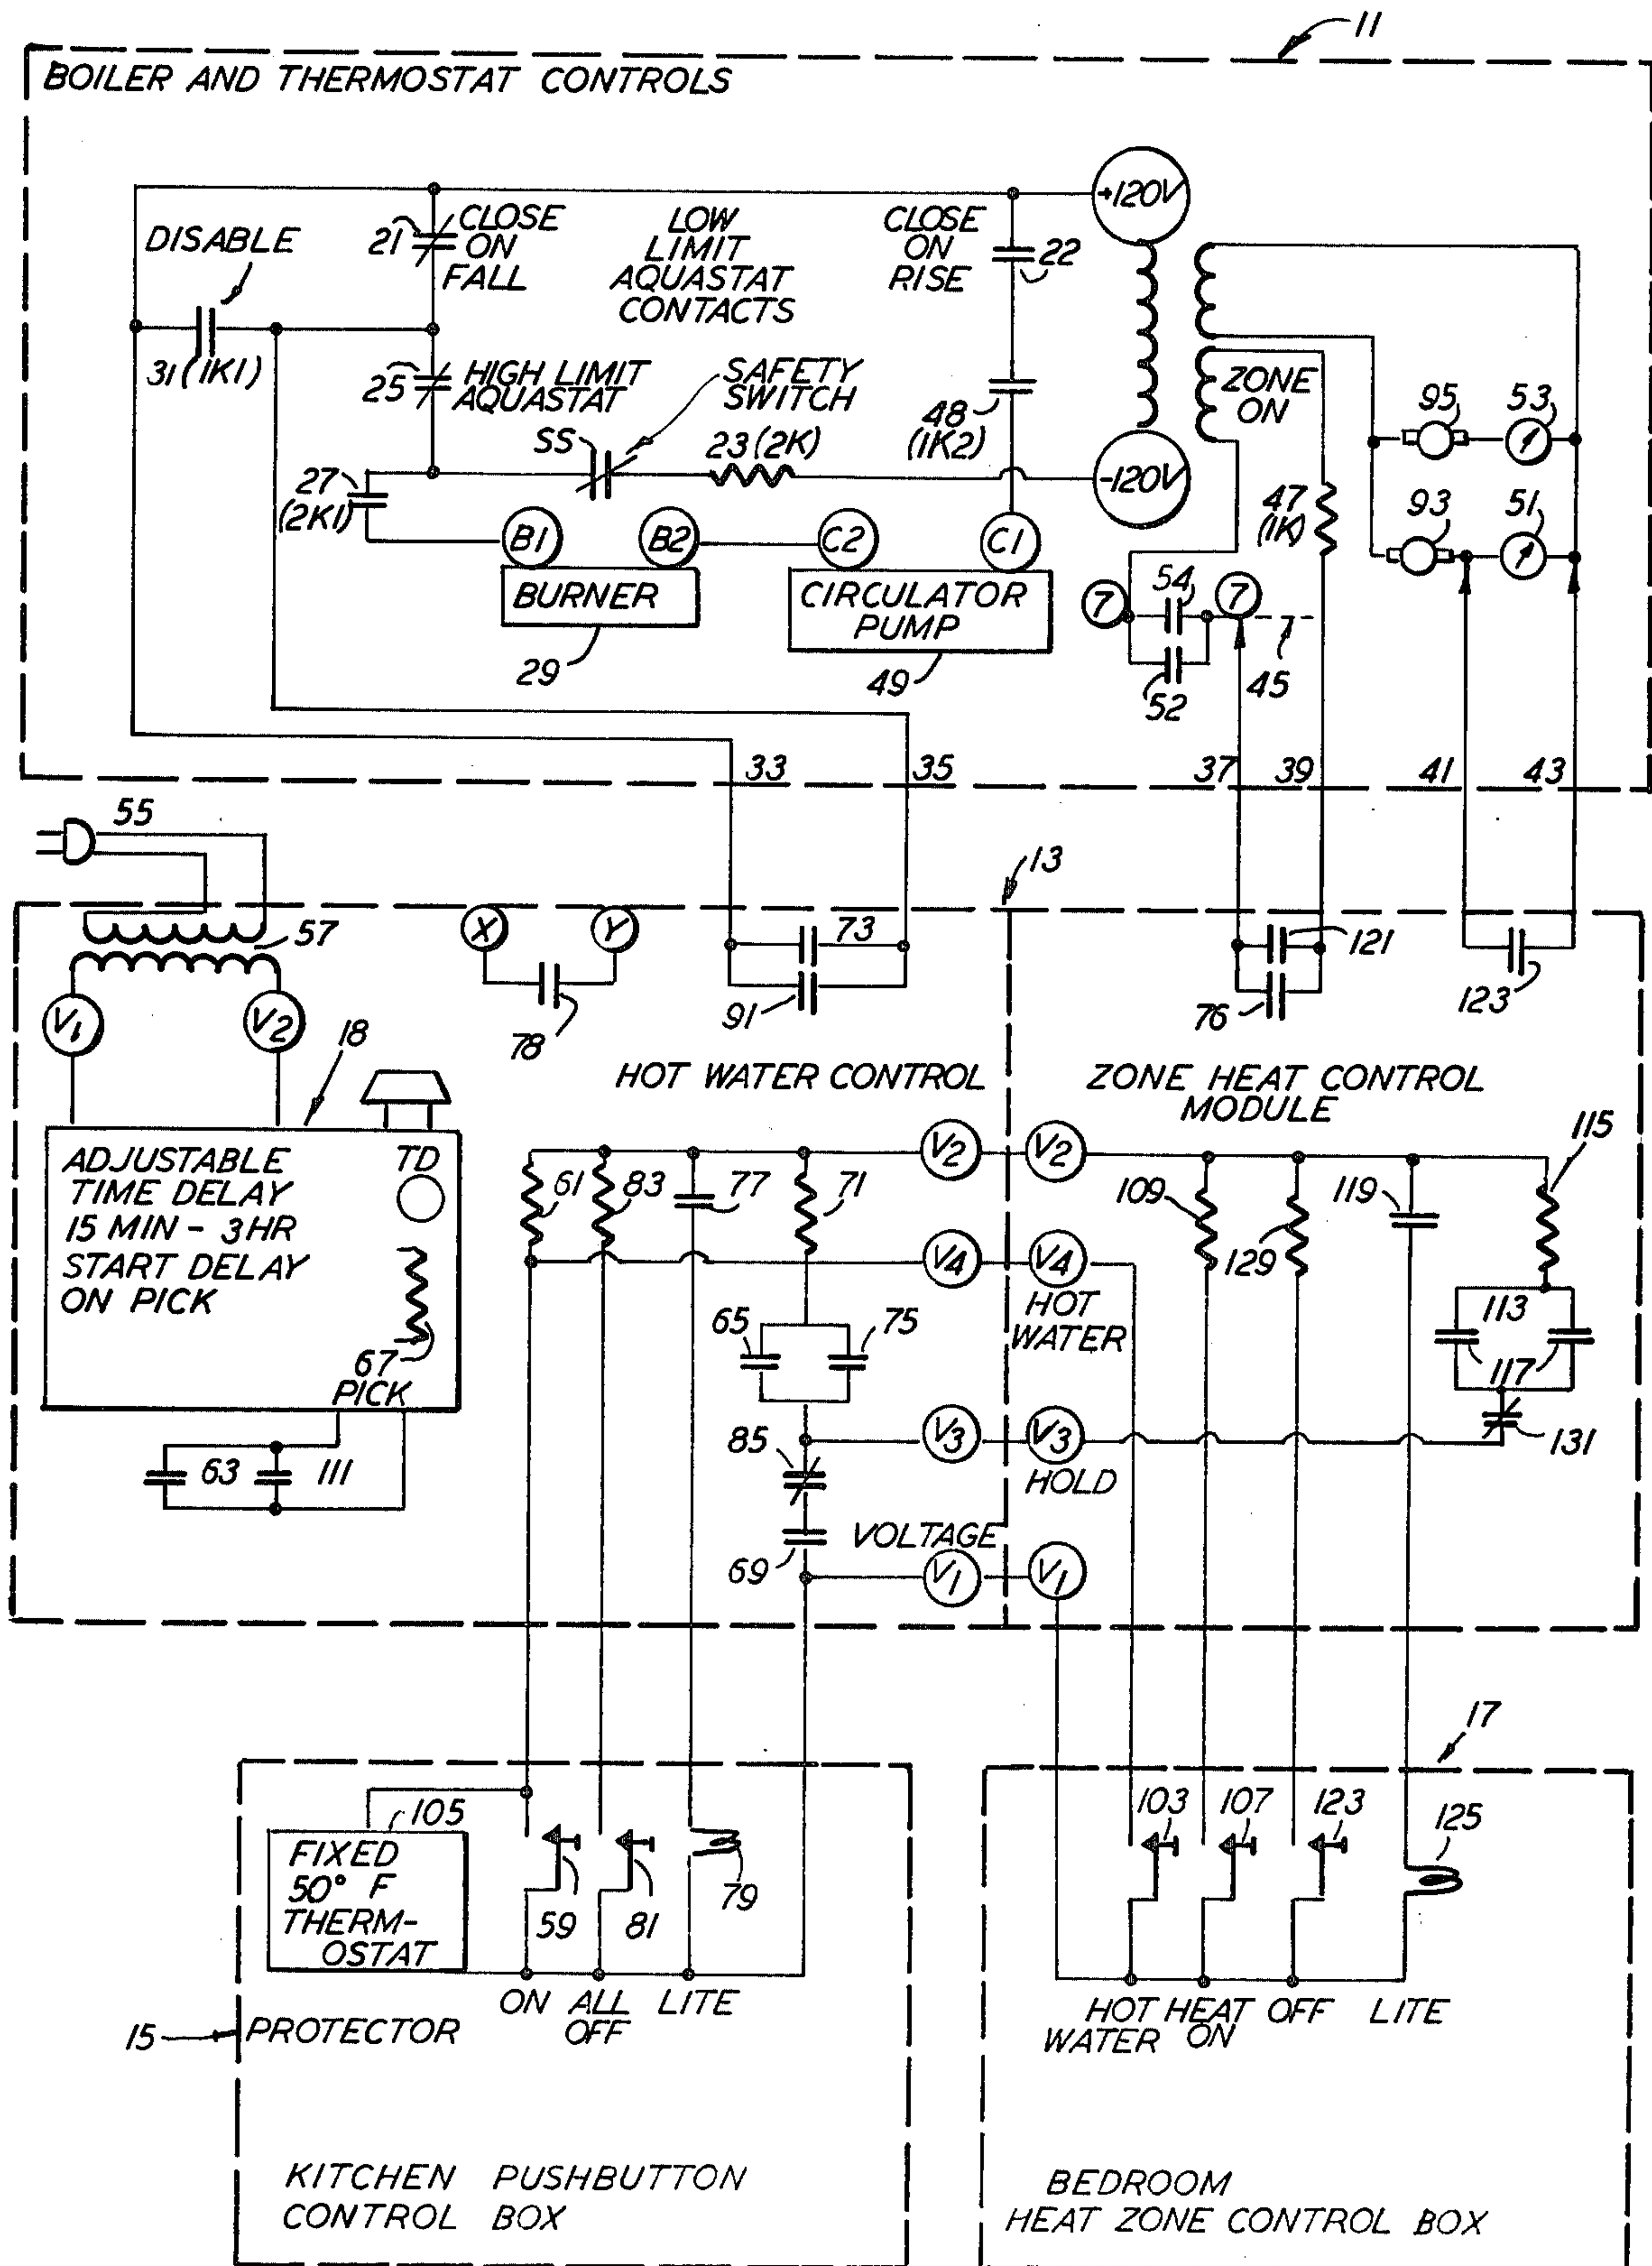 11
BOILER AND THERMOSTAT CONTROLS
DISABLE
31 (1K1)
21
CLOSE
ON
FALL
LOW
LIMIT
AQUASTAT
CONTACTS
CLOSE
ON
RISE
22
+120V
25
HIGH LIMIT
AQUASTAT
SAFETY
SWITCH
SS
23 (2K)
48
(1K2)
-120V
ZONE
ON
47
(1K)
95
53
93
51
27
(2K1)
B1
B2
C2
C1
BURNER
29
CIRCULATOR
PUMP
49
7
54
7
52
45
33
35
37
39
41
43
55
57
13
X
Y
78
73
91
121
76
123
V1
V2
18
HOT WATER CONTROL
ZONE HEAT CONTROL
MODULE
ADJUSTABLE
TIME DELAY
15 MIN - 3HR
START DELAY
ON PICK
TD
67
PICK
63
111
61
83
77
71
V2
V2
109
129
119
115
V4
V4
HOT
WATER
65
75
113
117
85
V3
V3
HOLD
131
69
VOLTAGE
V1
V1
17
105
FIXED
50° F
THERM-
OSTAT
59
81
79
103
107
123
125
ON
ALL
OFF
LITE
15
PROTECTOR
HOT
WATER
HEAT
ON
OFF
LITE
KITCHEN PUSHBUTTON
CONTROL BOX
BEDROOM
HEAT ZONE CONTROL BOX